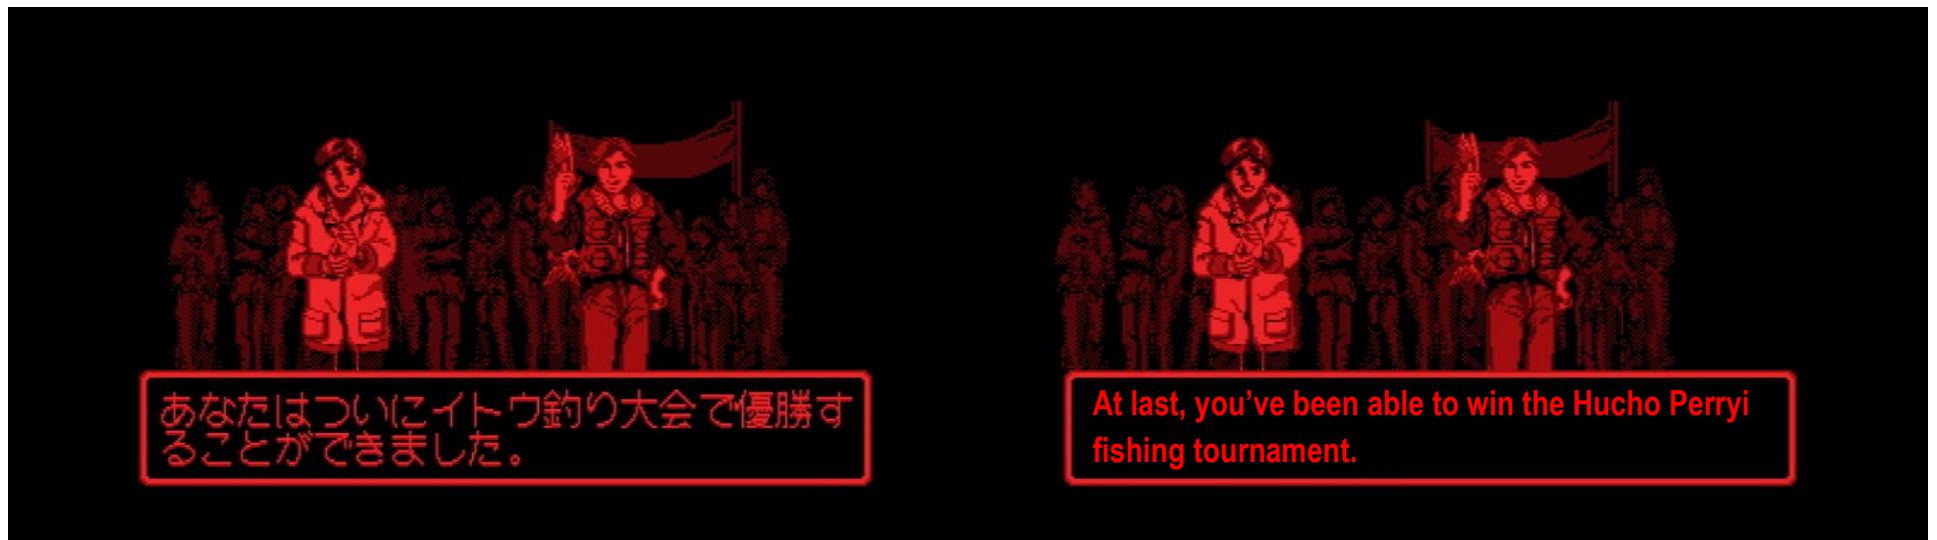 あなたはついにイトウ釣り大会で優勝す
ることができました。
At last, you’ve been able to win the Hucho Perryi
fishing tournament.